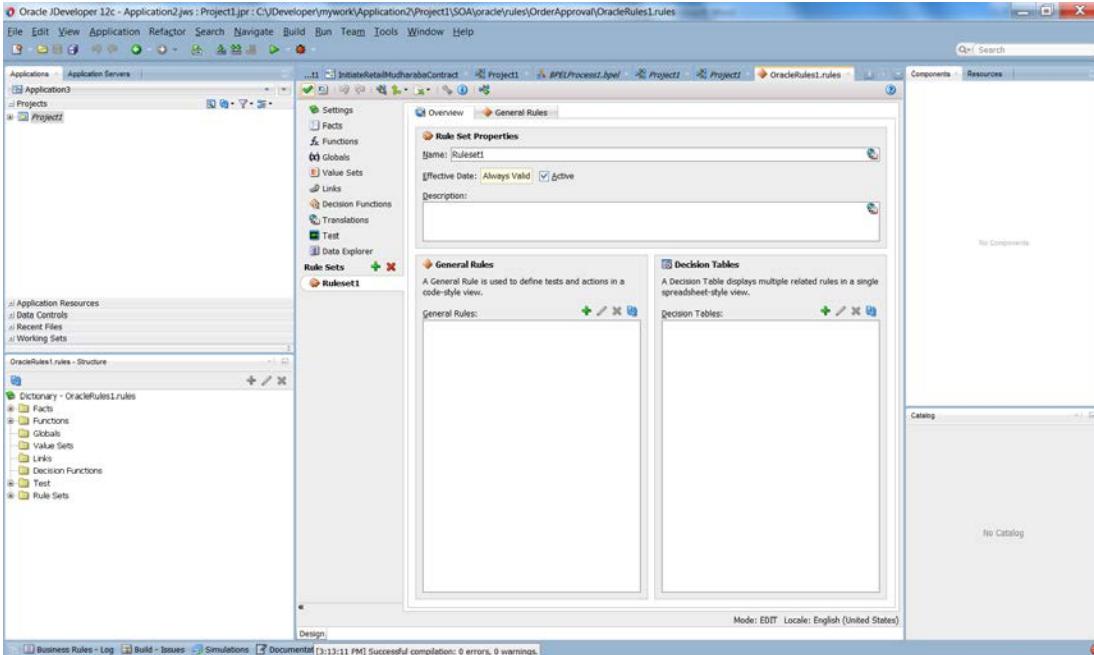 Oracle JDeveloper 12c - Application2.jws : Project1.jpr : C:\JDeveloper\mywork\Application2\Project1\SOA\oracle\rules\OrderApproval\OracleRules1.rules
File Edit View Application Refactor Search Navigate Build Run Team Tools Window Help
Search
Applications Application Servers
Application3
Projects
Project1
Application Resources
Data Controls
Recent Files
Working Sets
OracleRules1.rules - Structure
Dictionary - OracleRules1.rules
Facts
Functions
Globals
Value Sets
Links
Decision Functions
Test
Rule Sets
...t1 InitiateRetailMudharabaContract Project1 BPELProcess1.bpel Project1 Project1 OracleRules1.rules
Settings
Facts
Functions
Globals
Value Sets
Links
Decision Functions
Translations
Test
Data Explorer
Rule Sets
Ruleset1
Overview General Rules
Rule Set Properties
Name: Ruleset1
Effective Date: Always Valid Active
Description:
General Rules
A General Rule is used to define tests and actions in a
code-style view.
General Rules:
Decision Tables
A Decision Table displays multiple related rules in a single
spreadsheet-style view.
Decision Tables:
Mode: EDIT Locale: English (United States)
Design
Components Resources
No Components
Catalog
No Catalog
Business Rules - Log Build - Issues Simulations Documentat [3:13:11 PM] Successful compilation: 0 errors, 0 warnings.